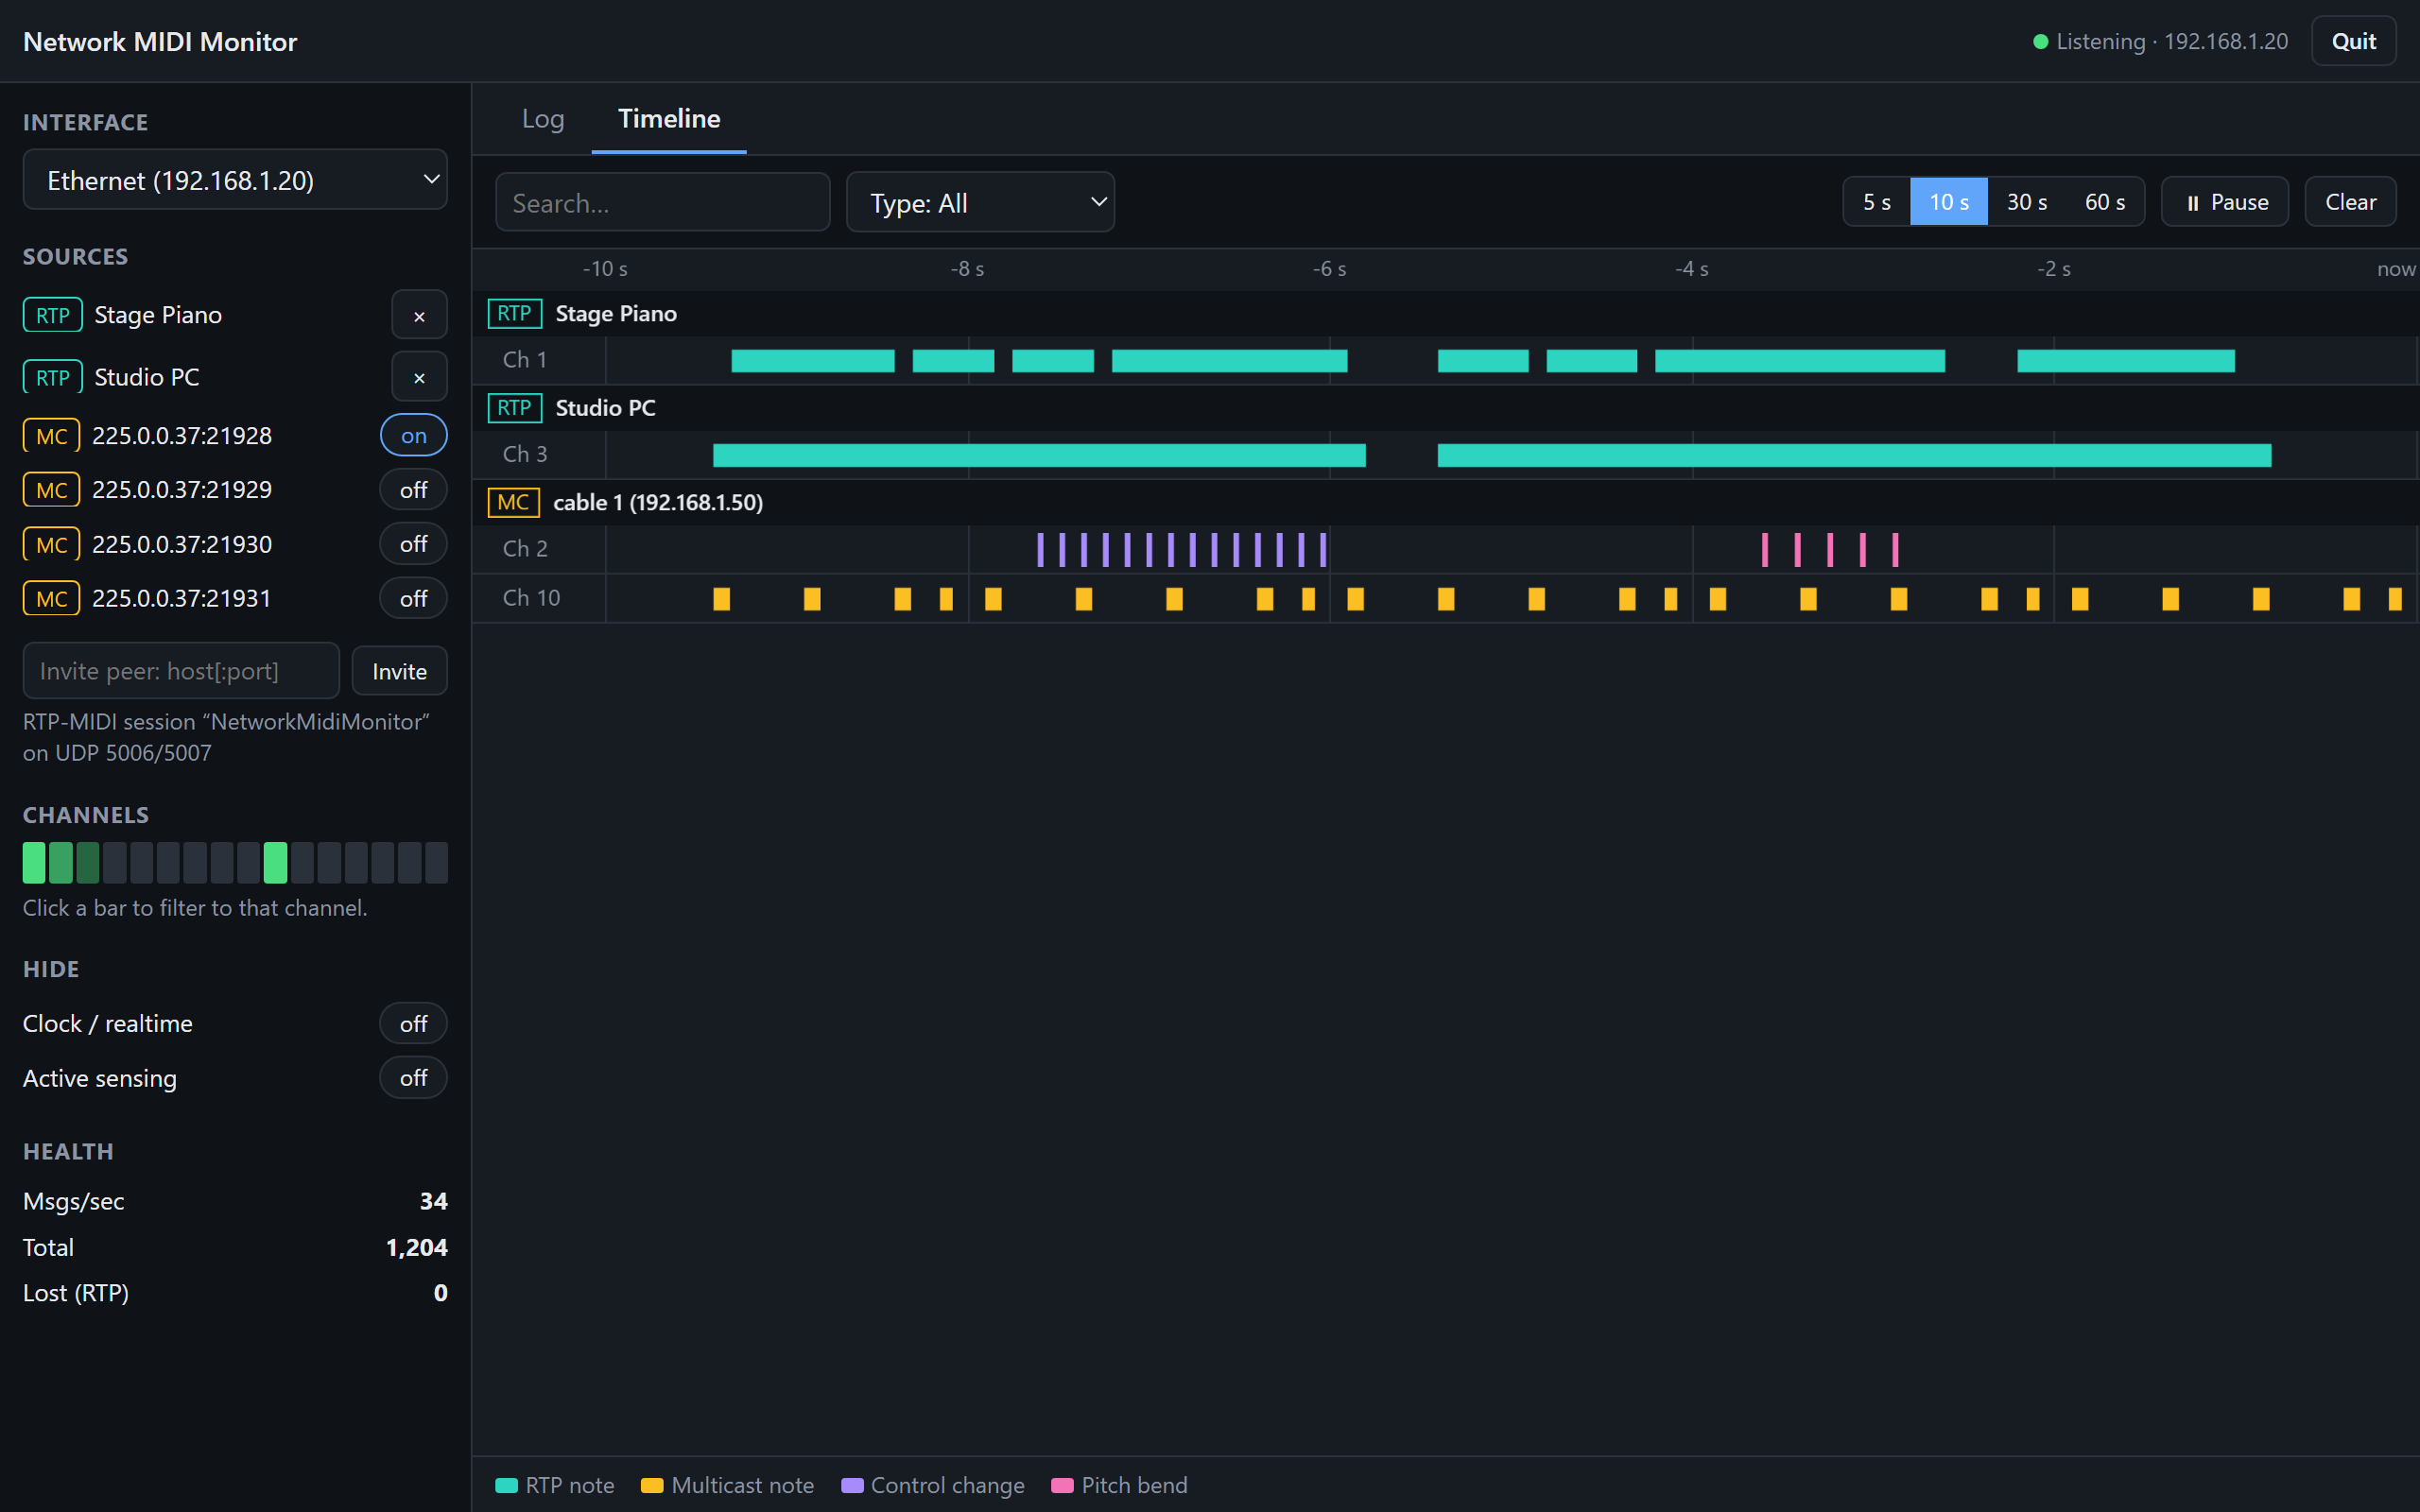 Network MIDI Monitor
Listening · 192.168.1.20
Quit
INTERFACE
Ethernet (192.168.1.20)
SOURCES
RTP Stage Piano ×
RTP Studio PC ×
MC 225.0.0.37:21928 on
MC 225.0.0.37:21929 off
MC 225.0.0.37:21930 off
MC 225.0.0.37:21931 off
Invite peer: host[:port] Invite
RTP-MIDI session “NetworkMidiMonitor”
on UDP 5006/5007
CHANNELS
Click a bar to filter to that channel.
HIDE
Clock / realtime off
Active sensing off
HEALTH
Msgs/sec 34
Total 1,204
Lost (RTP) 0
Log Timeline
Search... Type: All 5 s 10 s 30 s 60 s Pause Clear
-10 s -8 s -6 s -4 s -2 s now
RTP Stage Piano
Ch 1
RTP Studio PC
Ch 3
MC cable 1 (192.168.1.50)
Ch 2
Ch 10
RTP note Multicast note Control change Pitch bend